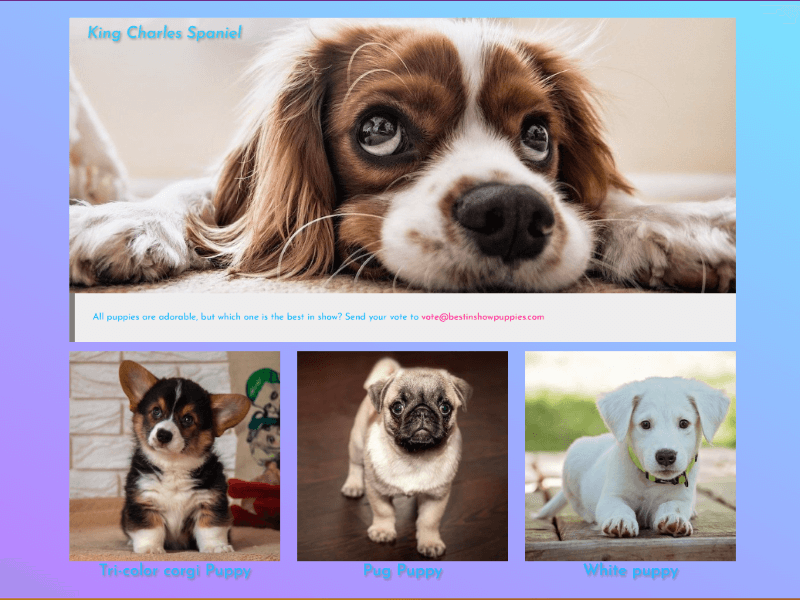 King Charles Spaniel
All puppies are adorable, but which one is the best in show? Send your vote to vote@bestinshowpuppies.com
Tri-color corgi Puppy
Pug Puppy
White puppy